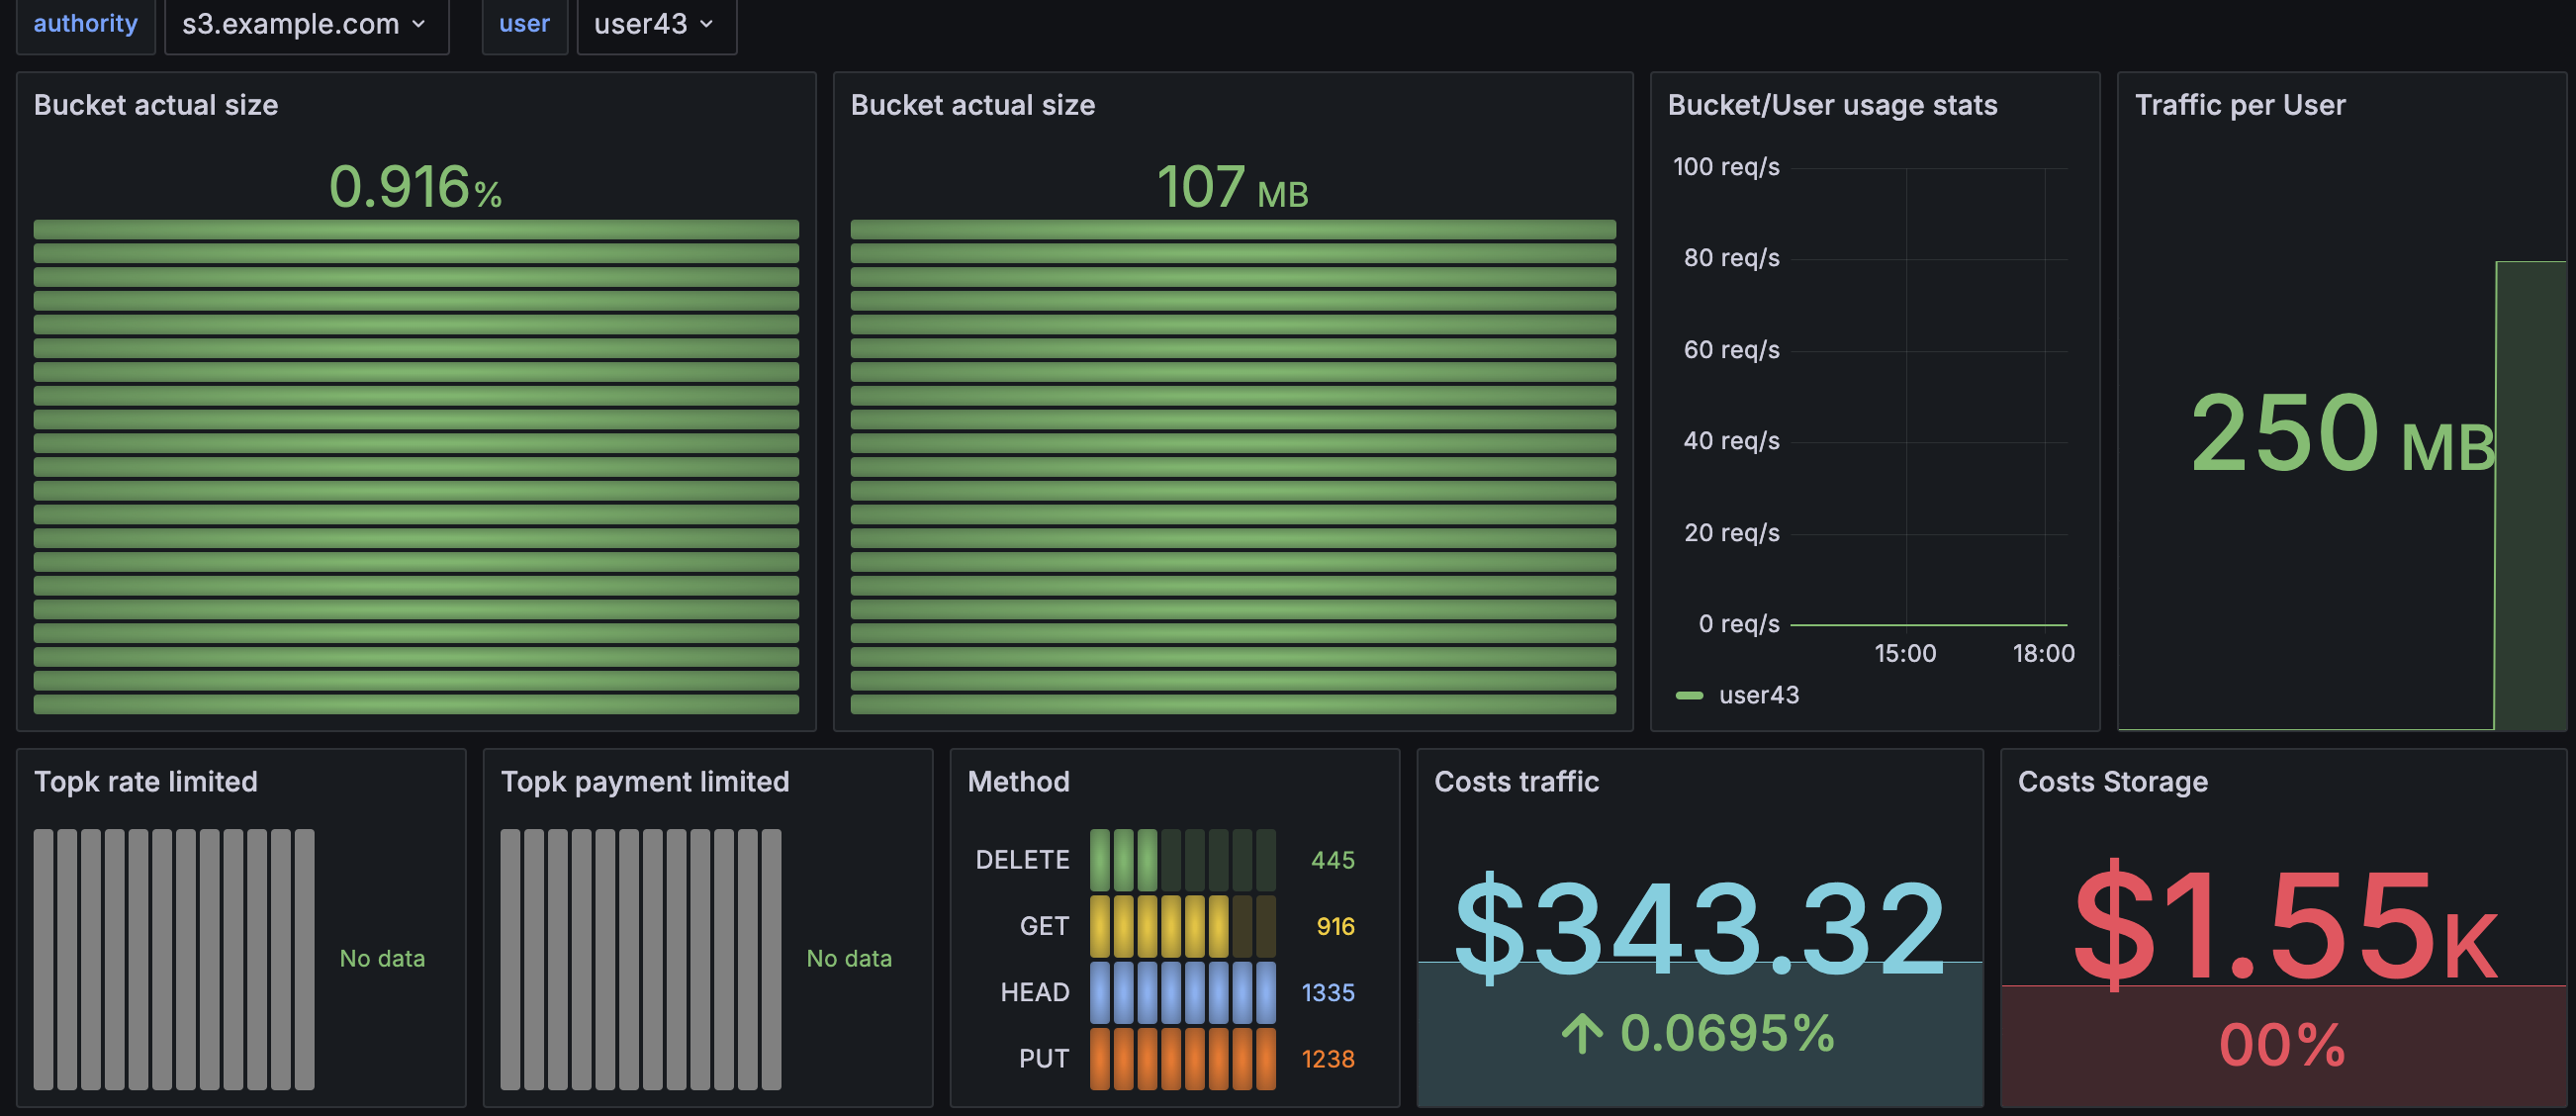 authority s3.example.com user user43
Bucket actual size
0.916%
Bucket actual size
107 MB
Bucket/User usage stats
100 req/s
80 req/s
60 req/s
40 req/s
20 req/s
0 req/s
15:00 18:00
user43
Traffic per User
250 MB
Topk rate limited
No data
Topk payment limited
No data
Method
DELETE 445
GET 916
HEAD 1335
PUT 1238
Costs traffic
$343.32
0.0695%
Costs Storage
$1.55K
00%